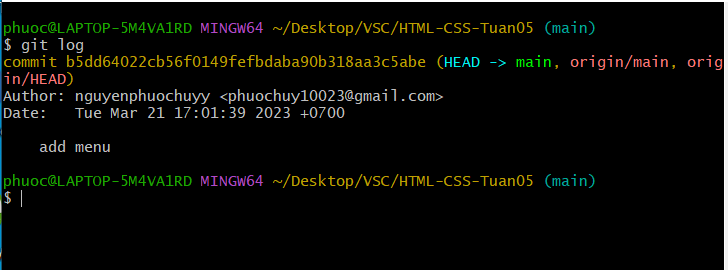 phuoc@LAPTOP-5M4VA1RD MINGW64 ~/Desktop/VSC/HTML-CSS-Tuan05 (main)
$ git log
commit b5dd64022cb56f0149fefbdaba90b318aa3c5abe (HEAD -> main, origin/main, orig
in/HEAD)
Author: nguyenphuochuyy <phuochuy10023@gmail.com>
Date:   Tue Mar 21 17:01:39 2023 +0700
    add menu
phuoc@LAPTOP-5M4VA1RD MINGW64 ~/Desktop/VSC/HTML-CSS-Tuan05 (main)
$